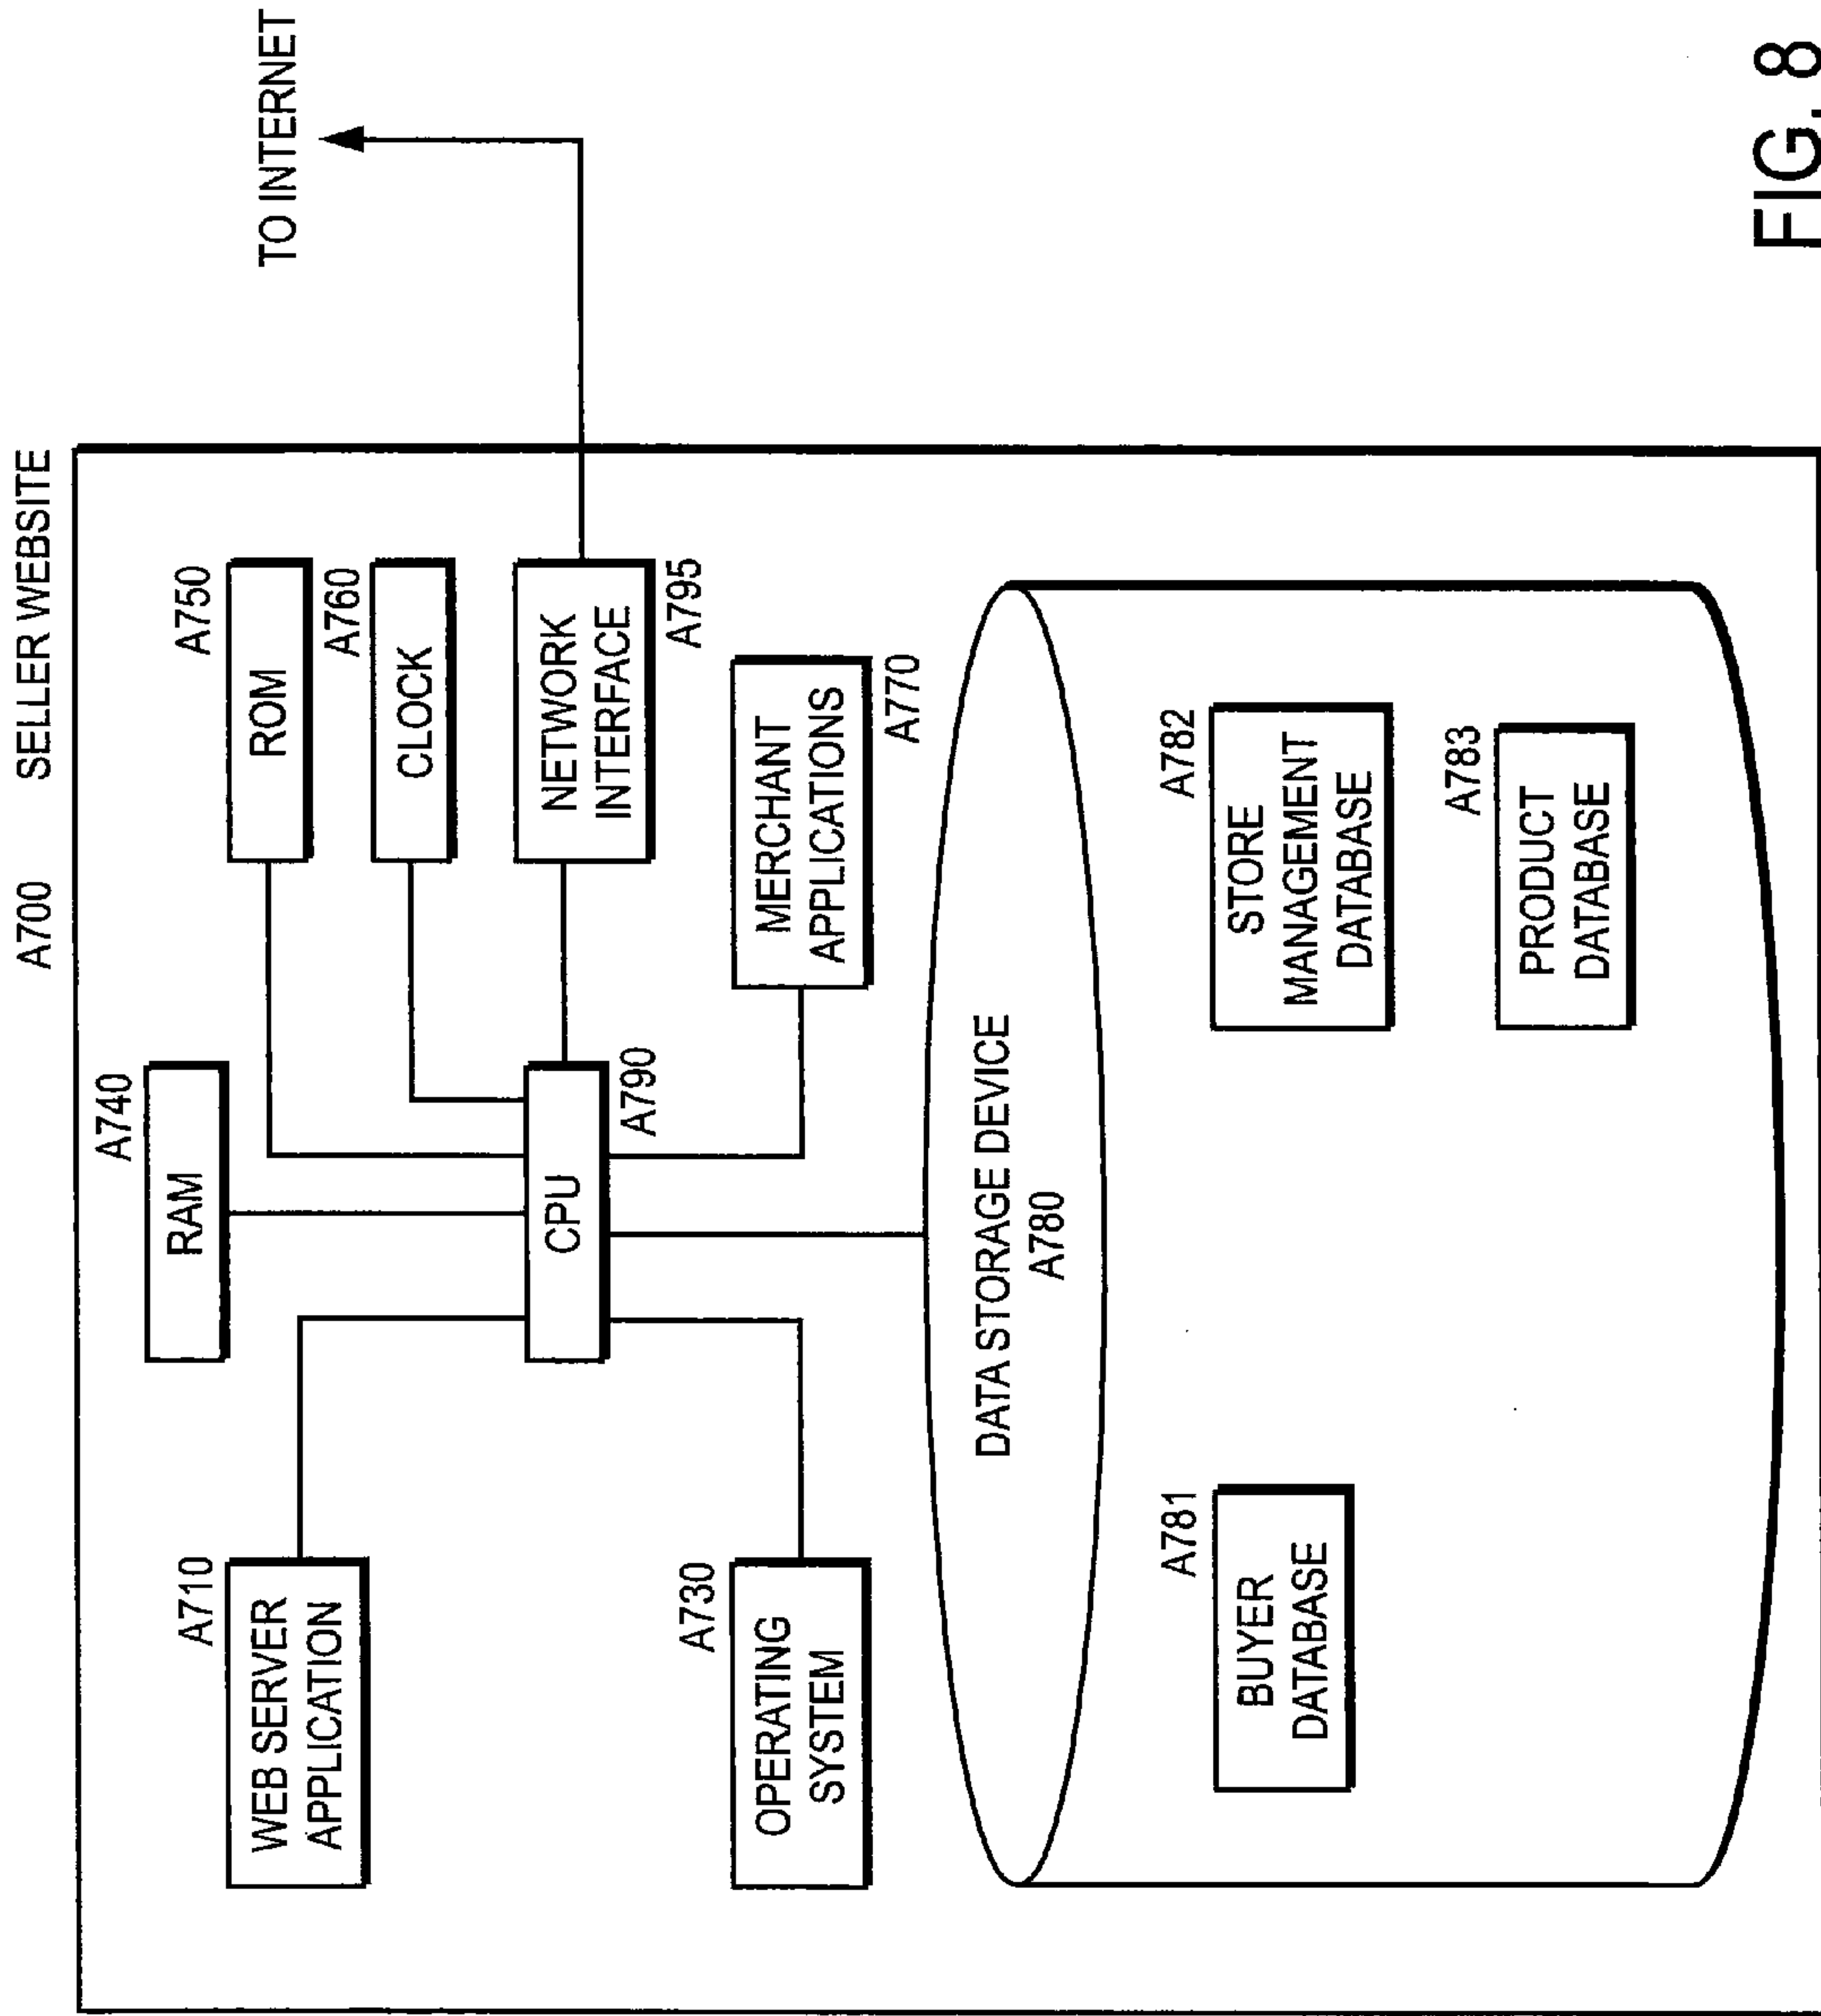 A700 SELLER WEBSITE
TO INTERNET
A740
RAM
A710
WEB SERVER
APPLICATION
A750
ROM
A760
CLOCK
CPU
A790
NETWORK
INTERFACE
A795
A730
OPERATING
SYSTEM
MERCHANT
APPLICATIONS
A770
DATA STORAGE DEVICE
A780
A781
BUYER
DATABASE
A782
STORE
MANAGEMENT
DATABASE
A783
PRODUCT
DATABASE
FIG. 8